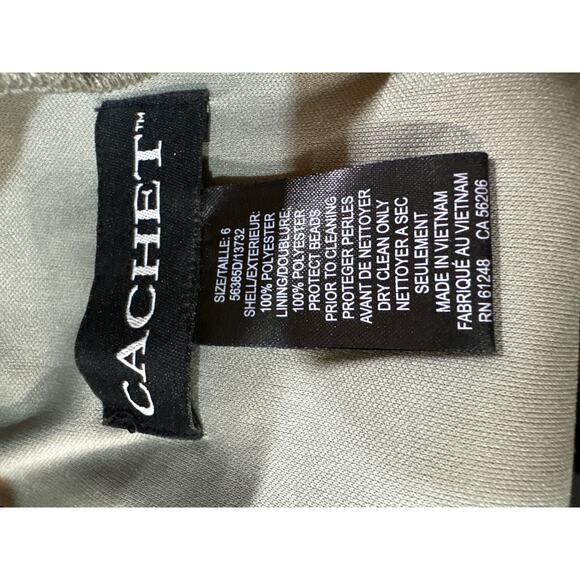 CACHET™
SIZE/TAILLE: 6
56385D/13732
SHELL/EXTERIEUR:
100% POLYESTER
LINING/DOUBLURE:
100% POLYESTER
PROTECT BEADS
PRIOR TO CLEANING
PROTEGER PERLES
AVANT DE NETTOYER
DRY CLEAN ONLY
NETTOYER A SEC
SEULEMENT
MADE IN VIETNAM
FABRIQUÉ AU VIETNAM
RN 61248 CA 56206